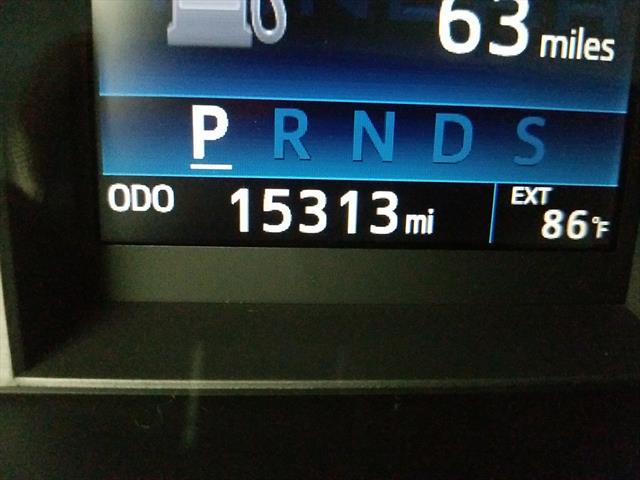 63 miles
P R N D S
ODO 15313 mi EXT
86°F